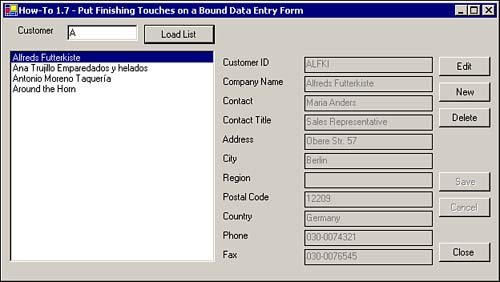 How-To 1.7 - Put Finishing Touches on a Bound Data Entry Form
Customer A Load List
Alfreds Futterkiste
Ana Trujillo Emparedados y helados
Antonio Moreno Taquería
Around the Horn
Customer ID ALFKI Edit
Company Name Alfreds Futterkiste
Contact Maria Anders New
Contact Title Sales Representative Delete
Address Obere Str. 57
City Berlin
Region Save
Postal Code 12209
Country Germany Cancel
Phone 030-0074321
Fax 030-0076545 Close